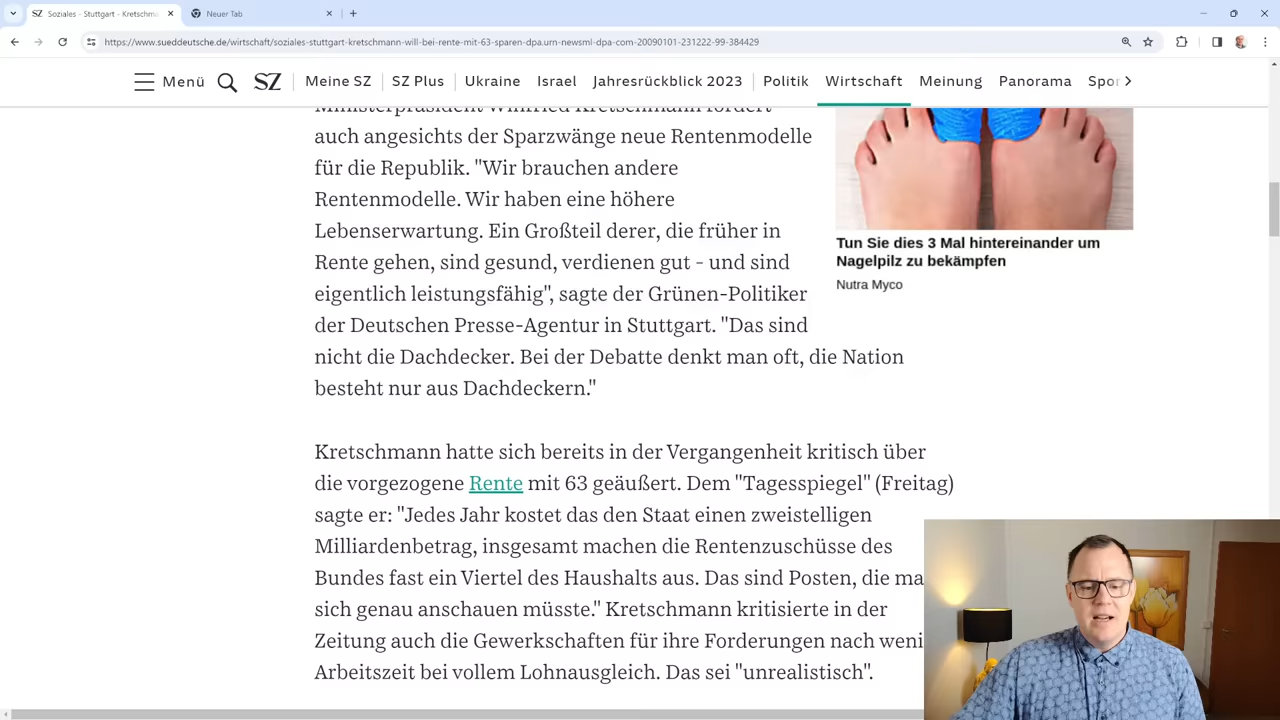 Soziales - Stuttgart - Kretschma
Neuer Tab
https://www.sueddeutsche.de/wirtschaft/soziales-stuttgart-kretschmann-will-bei-rente-mit-63-sparen-dpa.urn-newsml-dpa-com-20090101-231222-99-384429
Menü SZ Meine SZ SZ Plus Ukraine Israel Jahresrückblick 2023 Politik Wirtschaft Meinung Panorama Spor
Ministerpräsident Winfried Kretschmann fordert
auch angesichts der Sparzwänge neue Rentenmodelle
für die Republik. "Wir brauchen andere
Rentenmodelle. Wir haben eine höhere
Lebenserwartung. Ein Großteil derer, die früher in
Rente gehen, sind gesund, verdienen gut - und sind
eigentlich leistungsfähig", sagte der Grünen-Politiker
der Deutschen Presse-Agentur in Stuttgart. "Das sind
nicht die Dachdecker. Bei der Debatte denkt man oft, die Nation
besteht nur aus Dachdeckern."
Tun Sie dies 3 Mal hintereinander um
Nagelpilz zu bekämpfen
Nutra Myco
Kretschmann hatte sich bereits in der Vergangenheit kritisch über
die vorgezogene Rente mit 63 geäußert. Dem "Tagesspiegel" (Freitag)
sagte er: "Jedes Jahr kostet das den Staat einen zweistelligen
Milliardenbetrag, insgesamt machen die Rentenzuschüsse des
Bundes fast ein Viertel des Haushalts aus. Das sind Posten, die ma
sich genau anschauen müsste." Kretschmann kritisierte in der
Zeitung auch die Gewerkschaften für ihre Forderungen nach weni
Arbeitszeit bei vollem Lohnausgleich. Das sei "unrealistisch".